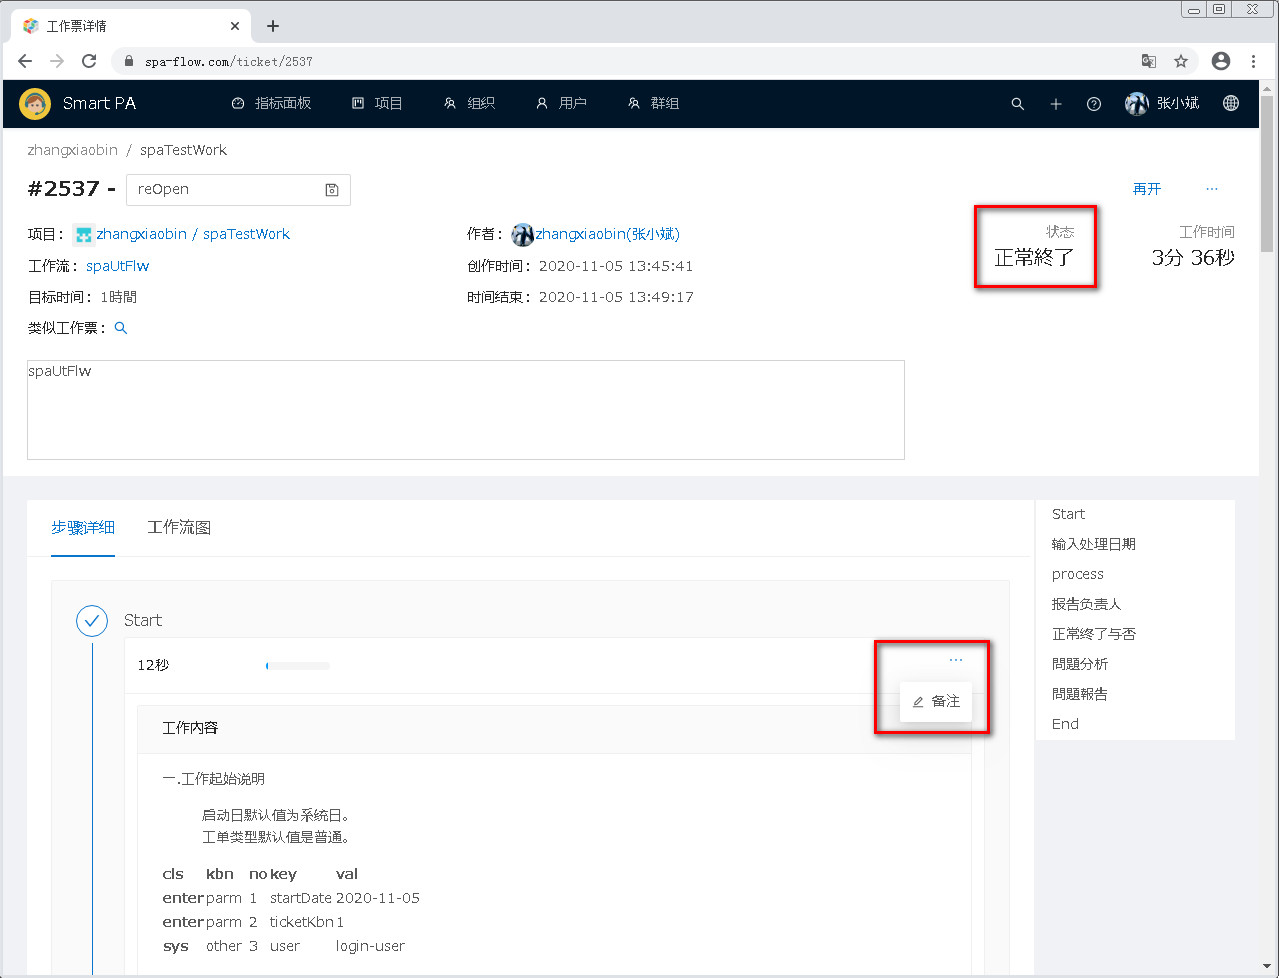 工作票详情
spa-flow.com/ticket/2537
Smart PA 指标面板 项目 组织 用户 群组 张小斌
zhangxiaobin / spaTestWork
#2537 - reOpen 再开 ...
项目： zhangxiaobin / spaTestWork 作者： zhangxiaobin(张小斌) 状态 工作时间
工作流： spaUtFlw 创作时间： 2020-11-05 13:45:41 正常終了 3分 36秒
目标时间： 1時間 时间结束： 2020-11-05 13:49:17
类似工作票：
spaUtFlw
步骤详细 工作流图
Start
12秒 ...
备注
工作内容
一.工作起始说明
启动日默认值为系统日。
工单类型默认值是普通。
cls kbn no key val
enter parm 1 startDate 2020-11-05
enter parm 2 ticketKbn 1
sys other 3 user login-user
Start
输入处理日期
process
报告负责人
正常终了与否
問題分析
問題報告
End